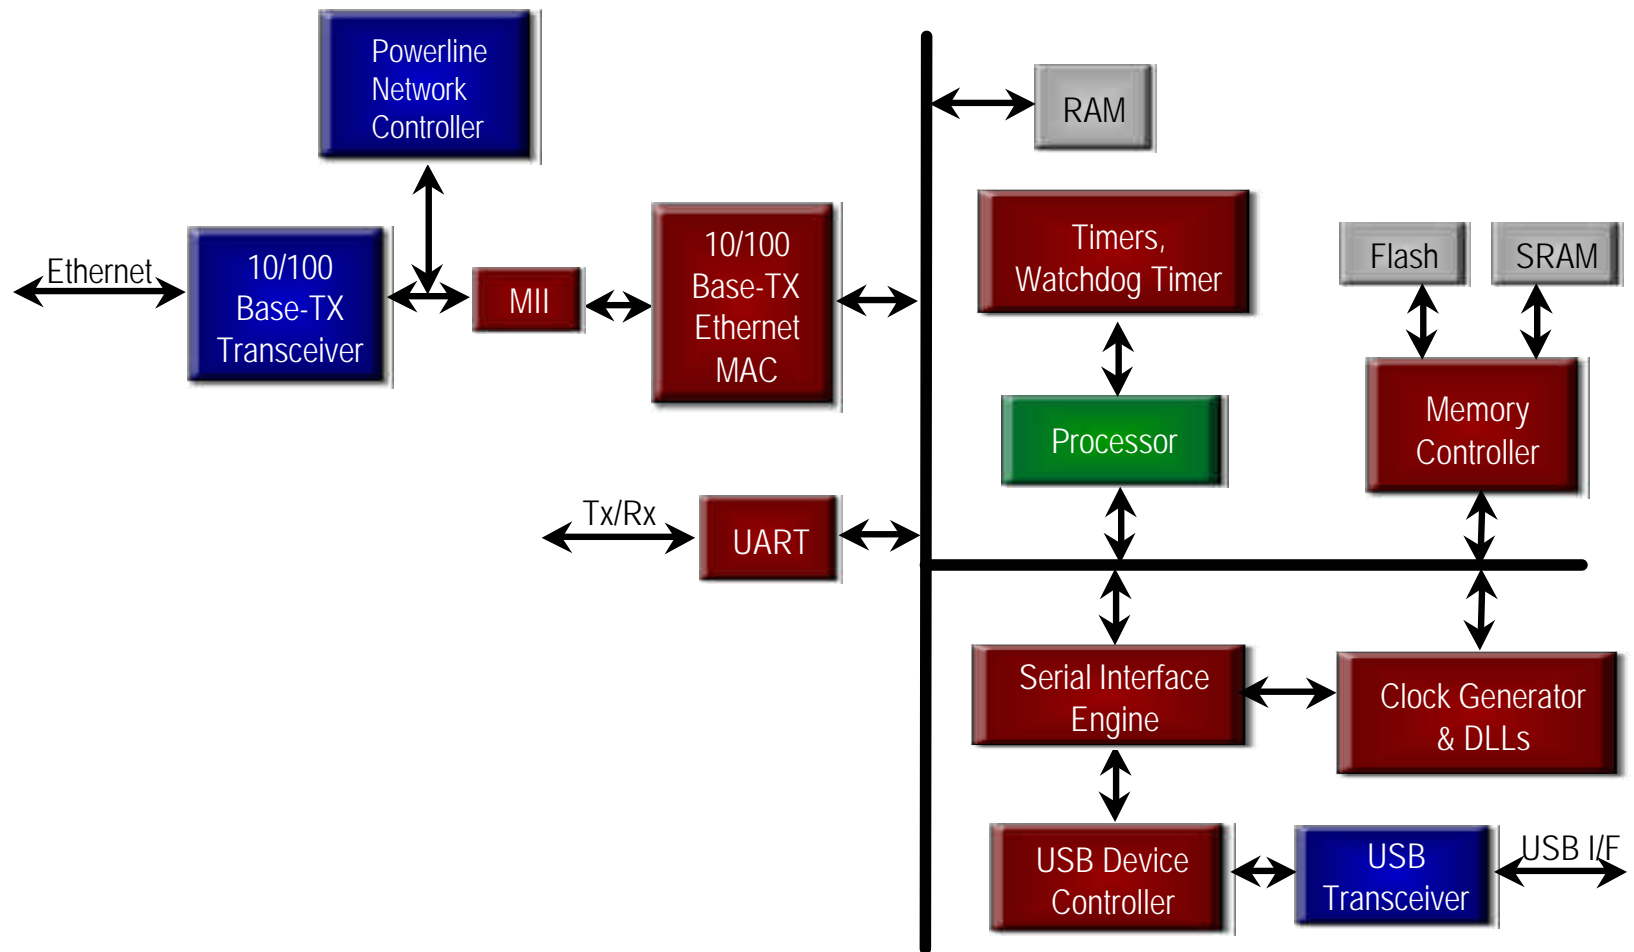 Powerline
Network
Controller
RAM
Timers,
Watchdog Timer
Flash
SRAM
Ethernet
10/100
Base-TX
Transceiver
MII
10/100
Base-TX
Ethernet
MAC
Processor
Memory
Controller
Tx/Rx
UART
Serial Interface
Engine
Clock Generator
& DLLs
USB Device
Controller
USB
Transceiver
USB I/F